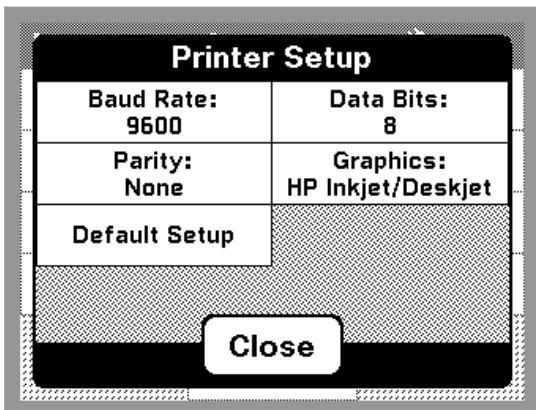 Printer Setup
Baud Rate:
9600
Data Bits:
8
Parity:
None
Graphics:
HP Inkjet/Deskjet
Default Setup
Close